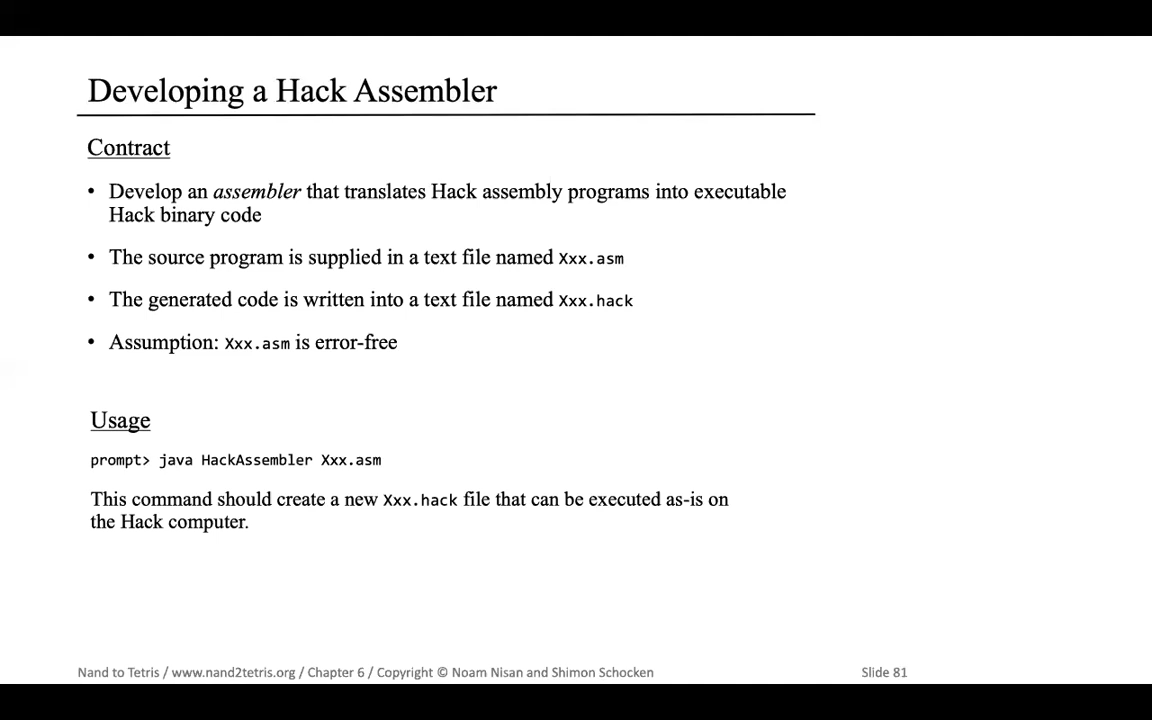 Developing a Hack Assembler
Contract
• Develop an assembler that translates Hack assembly programs into executable
Hack binary code
• The source program is supplied in a text file named Xxx.asm
• The generated code is written into a text file named Xxx.hack
• Assumption: Xxx.asm is error-free
Usage
prompt> java HackAssembler Xxx.asm
This command should create a new Xxx.hack file that can be executed as-is on
the Hack computer.
Nand to Tetris / www.nand2tetris.org / Chapter 6 / Copyright © Noam Nisan and Shimon Schocken Slide 81